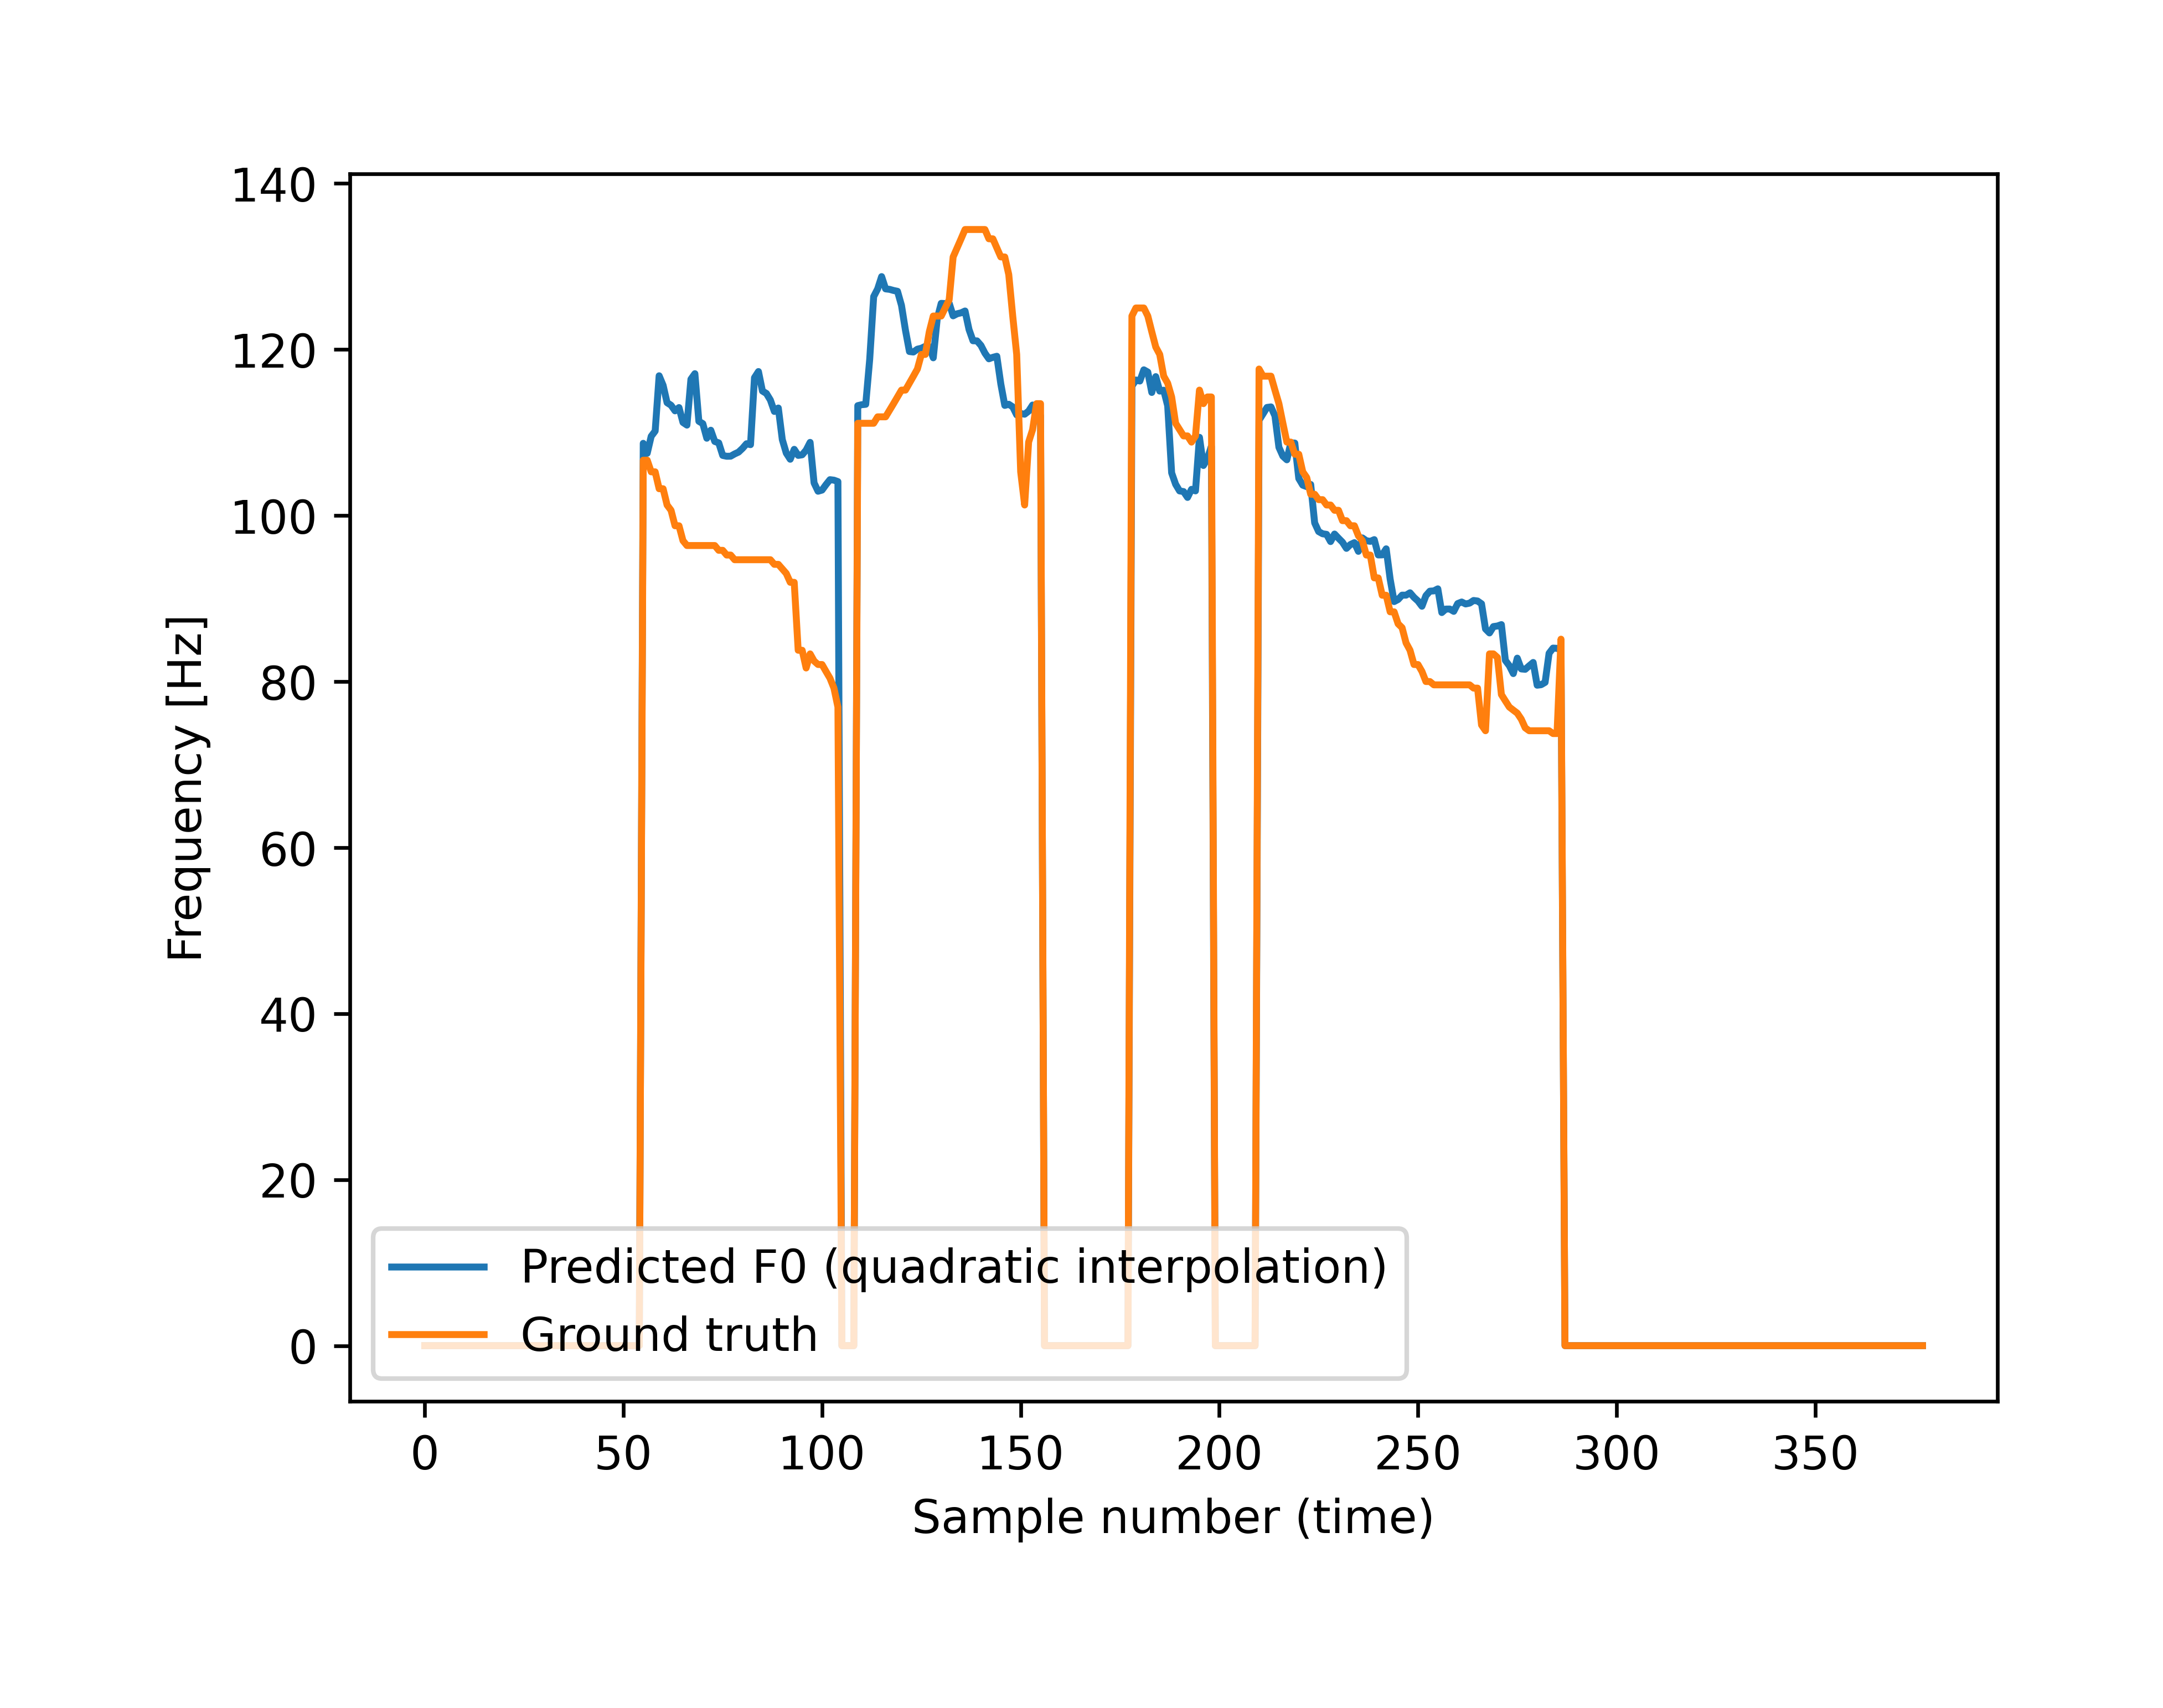 140
120
100
80
60
40
20
0
Frequency [Hz]
Predicted F0 (quadratic interpolation)
Ground truth
0 50 100 150 200 250 300 350
Sample number (time)